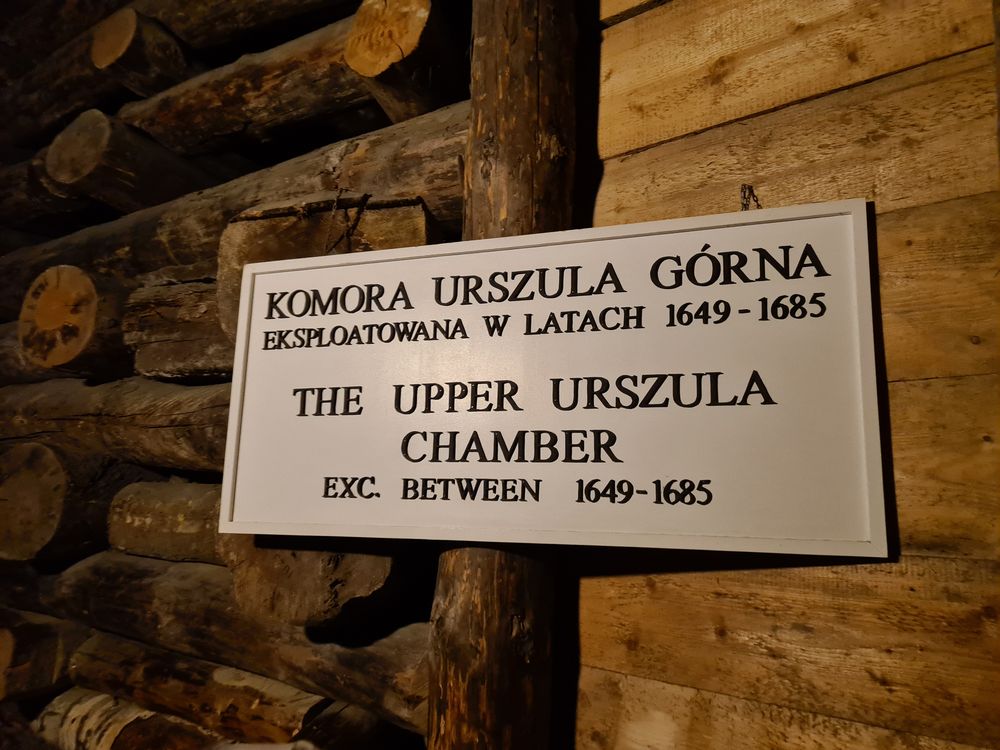 KOMORA URSZULA GÓRNA
EKSPLOATOWANA W LATACH 1649-1685
THE UPPER URSZULA
CHAMBER
EXC. BETWEEN 1649-1685